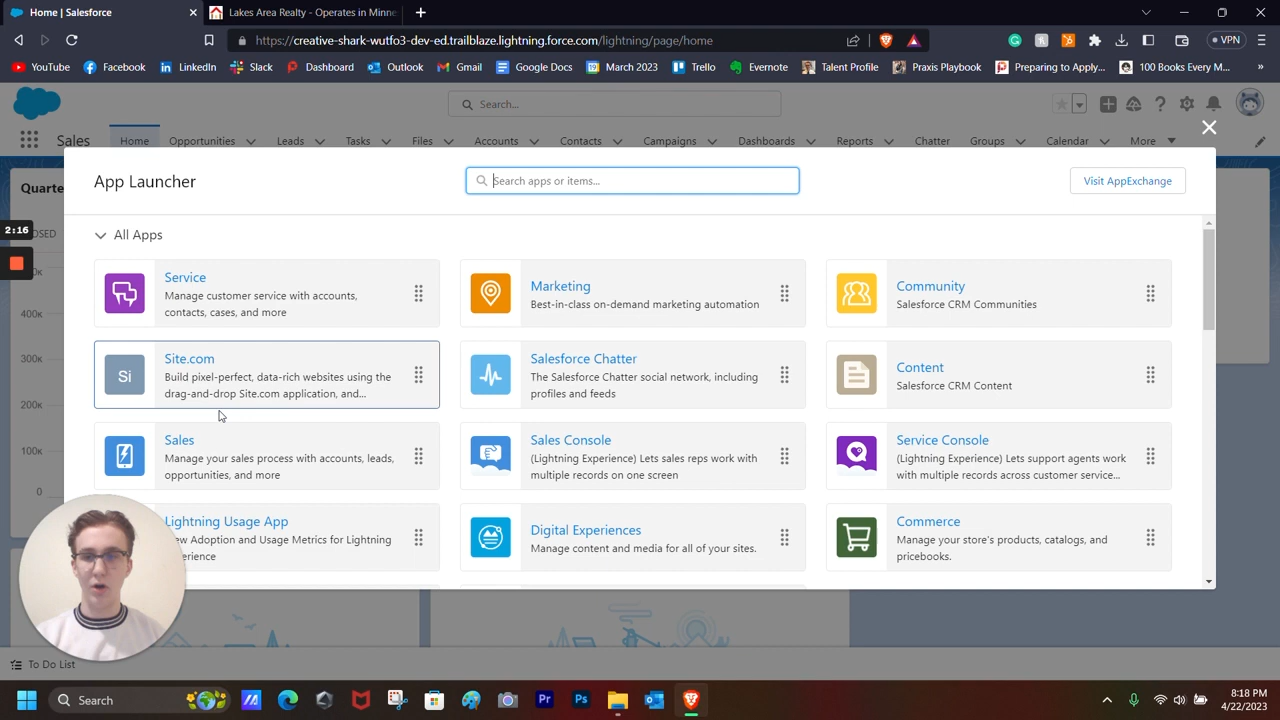 Home | Salesforce
Lakes Area Realty - Operates in Minne
https://creative-shark-wutfo3-dev-ed.trailblaze.lightning.force.com/lightning/page/home
VPN
YouTube
Facebook
LinkedIn
Slack
Dashboard
Outlook
Gmail
Google Docs
March 2023
Trello
Evernote
Talent Profile
Praxis Playbook
Preparing to Apply...
100 Books Every M...
Search...
Sales
Home
Opportunities
Leads
Tasks
Files
Accounts
Contacts
Campaigns
Dashboards
Reports
Chatter
Groups
Calendar
More
Quarte
App Launcher
Search apps or items...
Visit AppExchange
2:16
OSED
All Apps
Service
Manage customer service with accounts,
contacts, cases, and more
Marketing
Best-in-class on-demand marketing automation
Community
Salesforce CRM Communities
400K
300K
200K
100K
0
Si
Site.com
Build pixel-perfect, data-rich websites using the
drag-and-drop Site.com application, and...
Salesforce Chatter
The Salesforce Chatter social network, including
profiles and feeds
Content
Salesforce CRM Content
Sales
Manage your sales process with accounts, leads,
opportunities, and more
Sales Console
(Lightning Experience) Lets sales reps work with
multiple records on one screen
Service Console
(Lightning Experience) Lets support agents work
with multiple records across customer service...
Lightning Usage App
Adoption and Usage Metrics for Lightning
Digital Experiences
Manage content and media for all of your sites.
Commerce
Manage your store's products, catalogs, and
pricebooks.
To Do List
Search
Pr
Ps
8:18 PM
4/22/2023